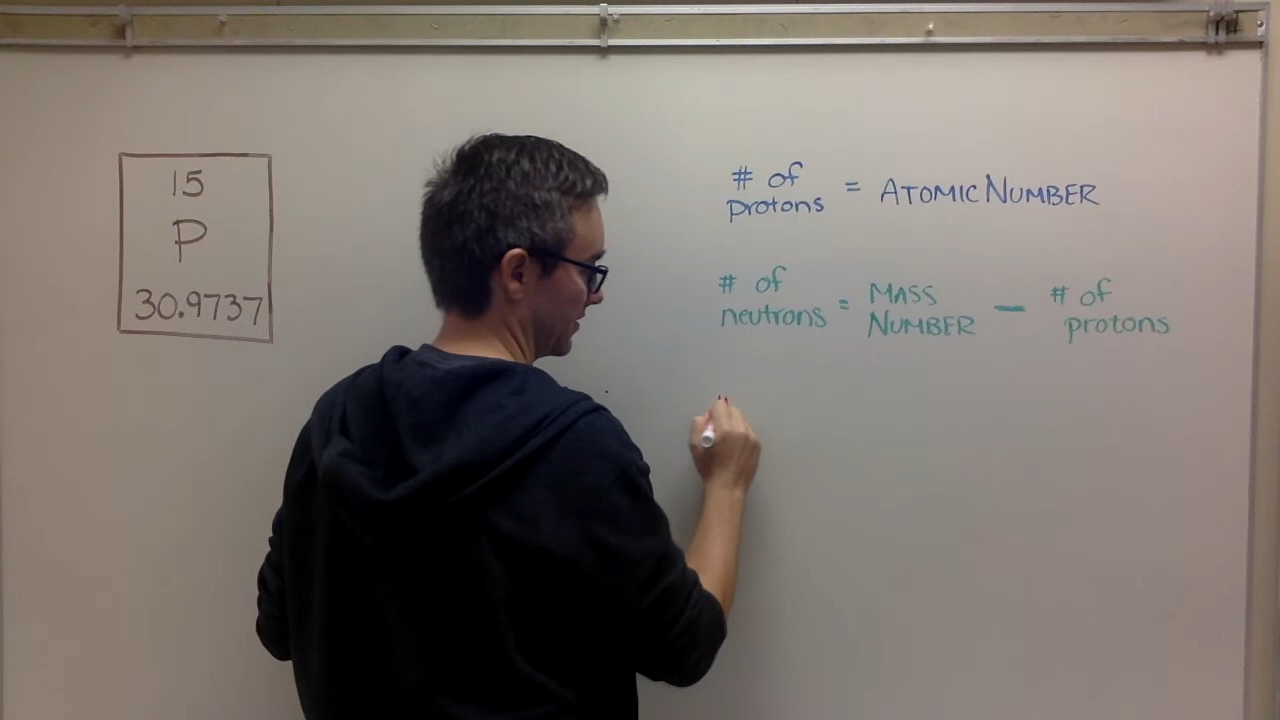 15
P
30.9737
# of
protons = ATOMIC NUMBER
# of
neutrons = MASS NUMBER — # of protons